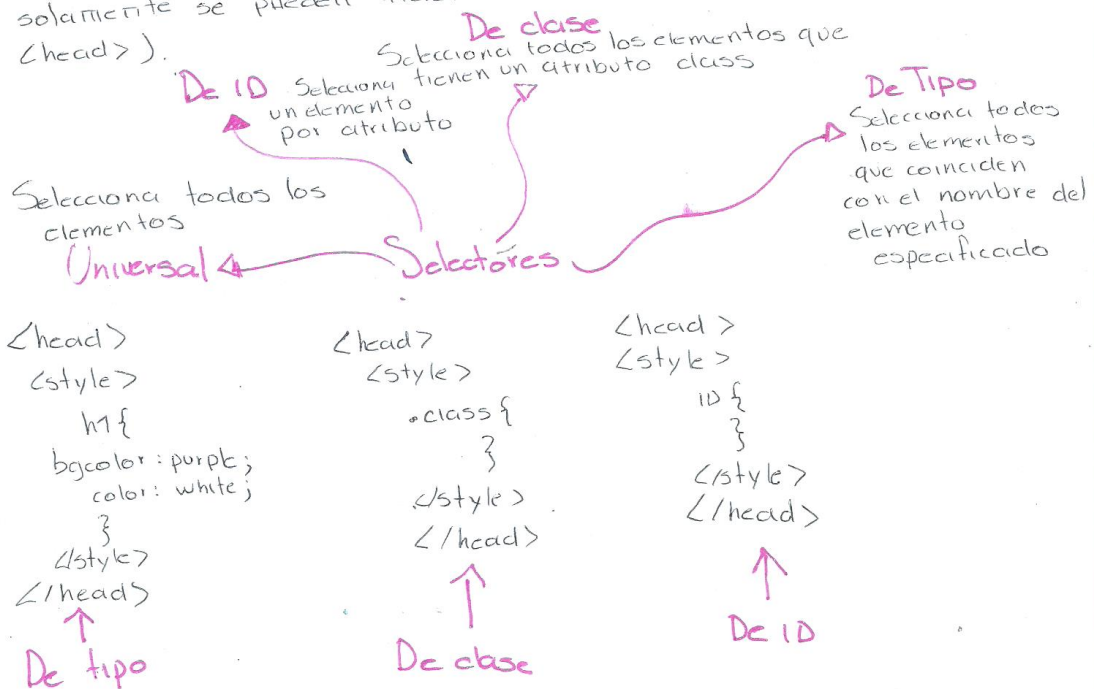 solamente se pueden
<head>).
De clase
Selecciona todos los elementos que
tienen un atributo class
De ID
Selecciona
un elemento
por atributo
De Tipo
Selecciona todos
los elementos
que coinciden
con el nombre del
elemento
especificado
Selecciona todos los
elementos
Universal
Selectores
<head>
<style>
h1{
bgcolor: purple;
color: white;
}
</style>
</head>
De tipo
<head>
<style>
.class{
}
</style>
</head>
De clase
<head>
<style>
ID {
}
</style>
</head>
De ID